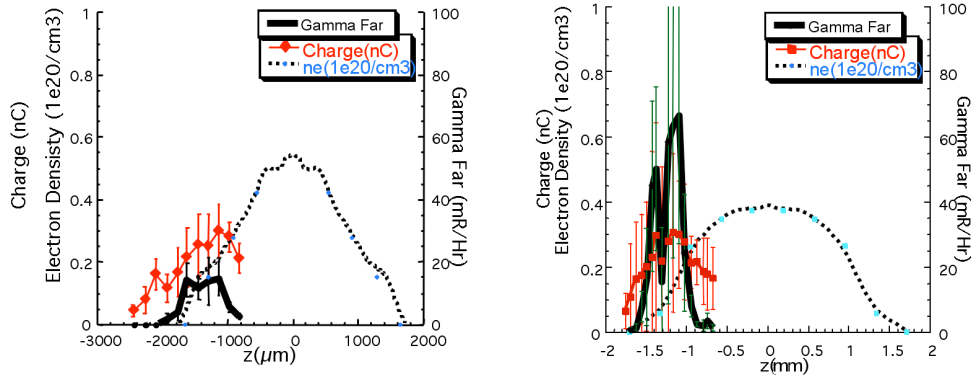 Gamma Far
Charge(nC)
ne(1e20/cm3)
Charge (nC)
Electron Density (1e20/cm3)
1
0.8
0.6
0.4
0.2
0
100
80
60
40
20
0
Gamma Far (mR/Hr)
-3000 -2000 -1000 0 1000 2000
z(μm)
Gamma Far
Charge(nC)
ne(1e20/cm3)
Charge (nC)
Electron Density (1e20/cm3)
1
0.8
0.6
0.4
0.2
0
100
80
60
40
20
0
Gamma Far (mR/Hr)
-2 -1.5 -1 -0.5 0 0.5 1 1.5 2
z(mm)